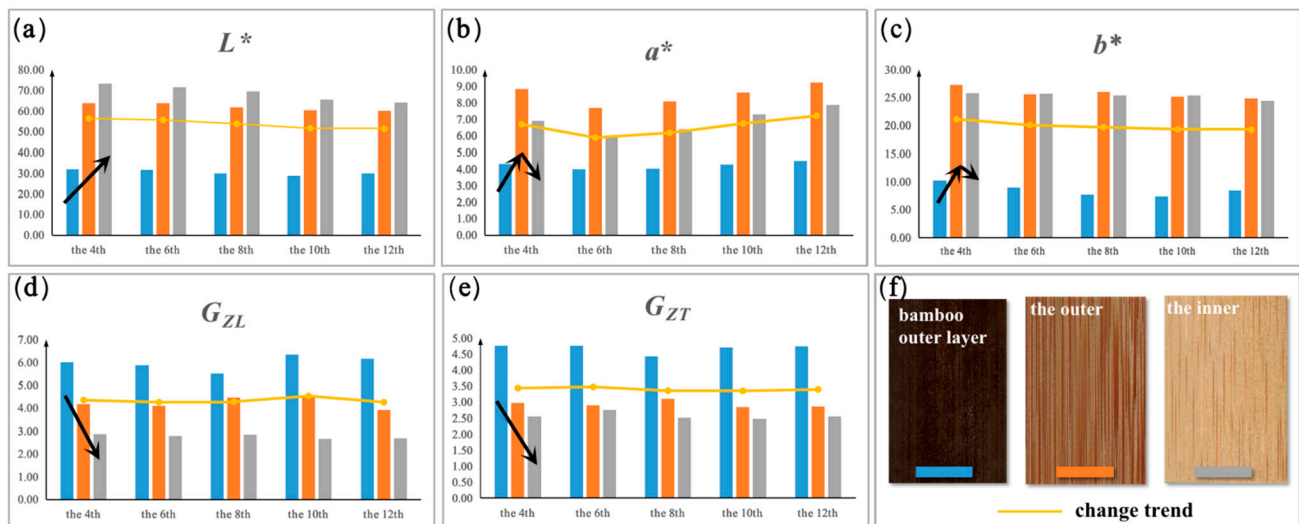 (a)
L*
80.00
70.00
60.00
50.00
40.00
30.00
20.00
10.00
0.00
the 4th the 6th the 8th the 10th the 12th
(b)
a*
10.00
9.00
8.00
7.00
6.00
5.00
4.00
3.00
2.00
1.00
0.00
the 4th the 6th the 8th the 10th the 12th
(c)
b*
30.00
25.00
20.00
15.00
10.00
5.00
0.00
the 4th the 6th the 8th the 10th the 12th
(d)
GZL
7.00
6.00
5.00
4.00
3.00
2.00
1.00
0.00
the 4th the 6th the 8th the 10th the 12th
(e)
GZT
5.00
4.50
4.00
3.50
3.00
2.50
2.00
1.50
1.00
0.50
0.00
the 4th the 6th the 8th the 10th the 12th
(f)
bamboo
outer layer
the outer
the inner
change trend